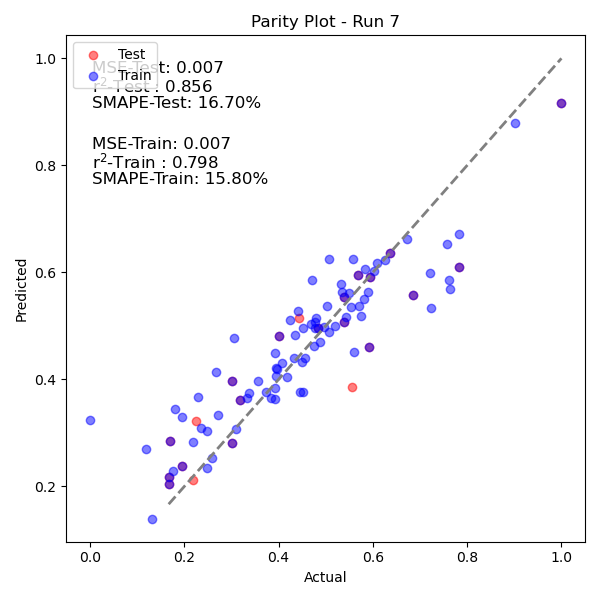 Parity Plot - Run 7
Test
Train
MSE-Test: 0.007
r²-Test : 0.856
SMAPE-Test: 16.70%
MSE-Train: 0.007
r²-Train : 0.798
SMAPE-Train: 15.80%
1.0
0.8
0.6
0.4
0.2
Predicted
0.0 0.2 0.4 0.6 0.8 1.0
Actual